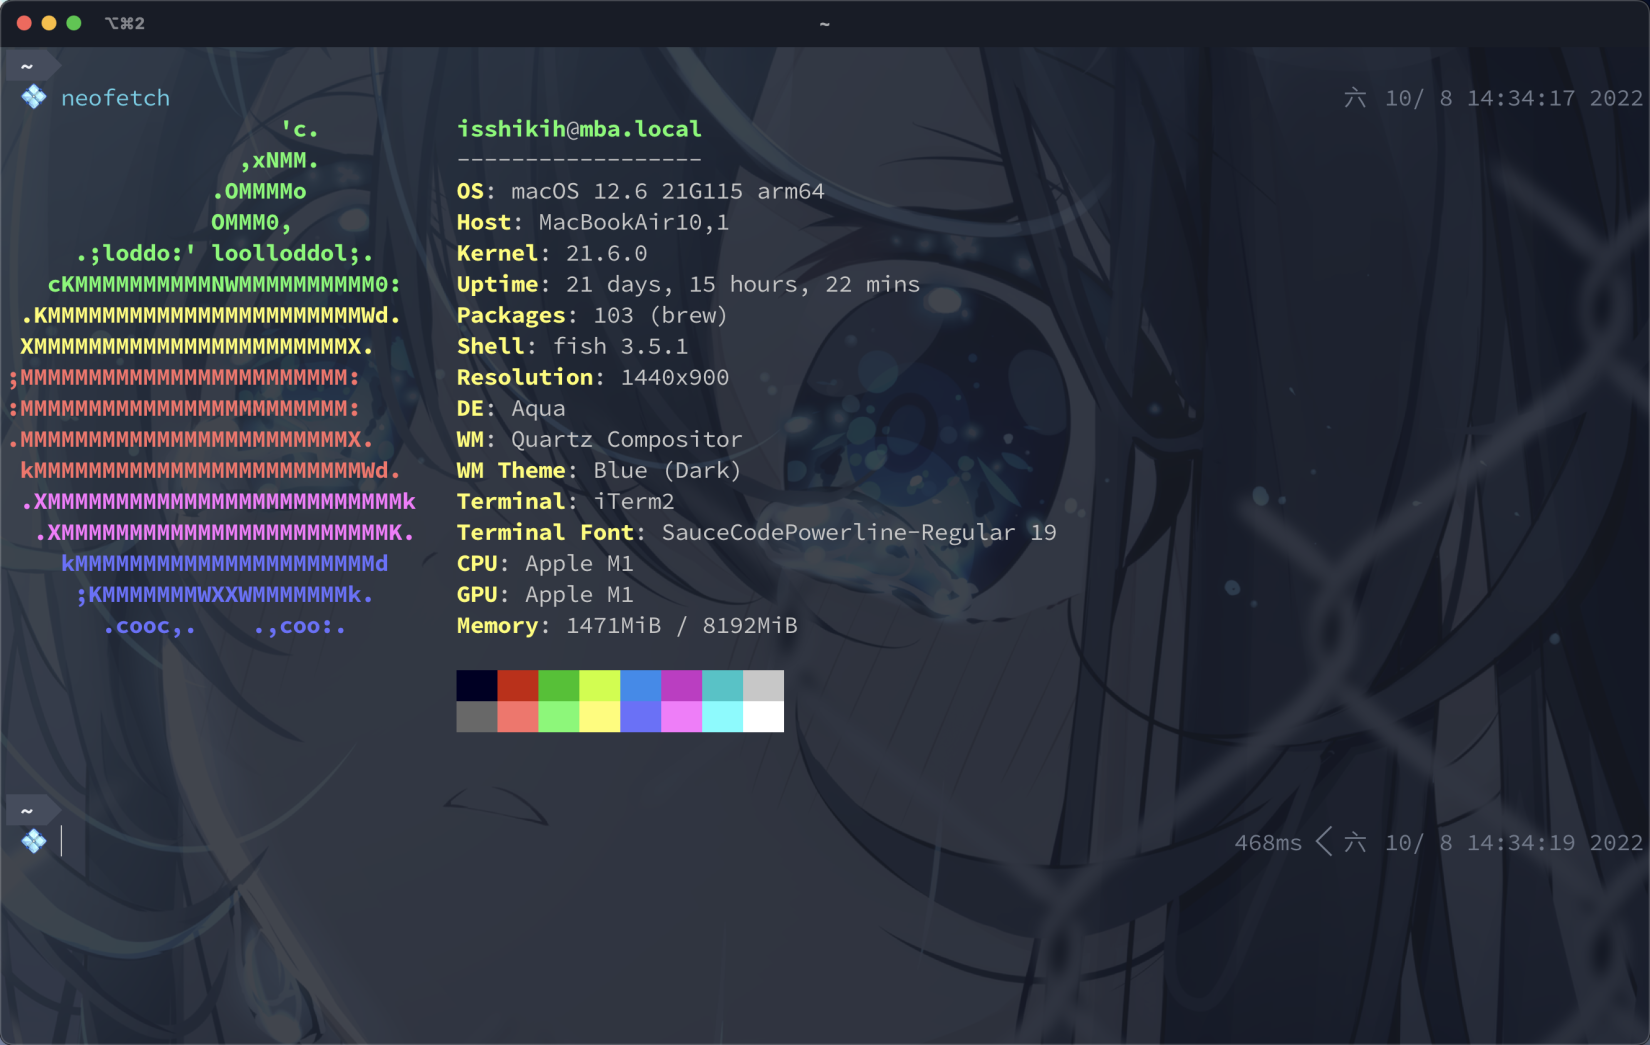 ⌥⌘2 ~
~
neofetch 六 10/ 8 14:34:17 2022
'c. isshikih@mba.local
,xNMM. ------------------
.OMMMMo OS: macOS 12.6 21G115 arm64
OMMM0, Host: MacBookAir10,1
.;loddo:' loolloddol;. Kernel: 21.6.0
cKMMMMMMMMMMNWMMMMMMMMMM0: Uptime: 21 days, 15 hours, 22 mins
.KMMMMMMMMMMMMMMMMMMMMMMMWd. Packages: 103 (brew)
XMMMMMMMMMMMMMMMMMMMMMMMX. Shell: fish 3.5.1
;MMMMMMMMMMMMMMMMMMMMMMMM: Resolution: 1440x900
:MMMMMMMMMMMMMMMMMMMMMMMM: DE: Aqua
.MMMMMMMMMMMMMMMMMMMMMMMMX. WM: Quartz Compositor
kMMMMMMMMMMMMMMMMMMMMMMMMWd. WM Theme: Blue (Dark)
.XMMMMMMMMMMMMMMMMMMMMMMMMMMk Terminal: iTerm2
.XMMMMMMMMMMMMMMMMMMMMMMMMK. Terminal Font: SauceCodePowerline-Regular 19
kMMMMMMMMMMMMMMMMMMMMMMd CPU: Apple M1
;KMMMMMMMWXXWMMMMMMMk. GPU: Apple M1
.cooc,. .,coo:. Memory: 1471MiB / 8192MiB
~
468ms 六 10/ 8 14:34:19 2022